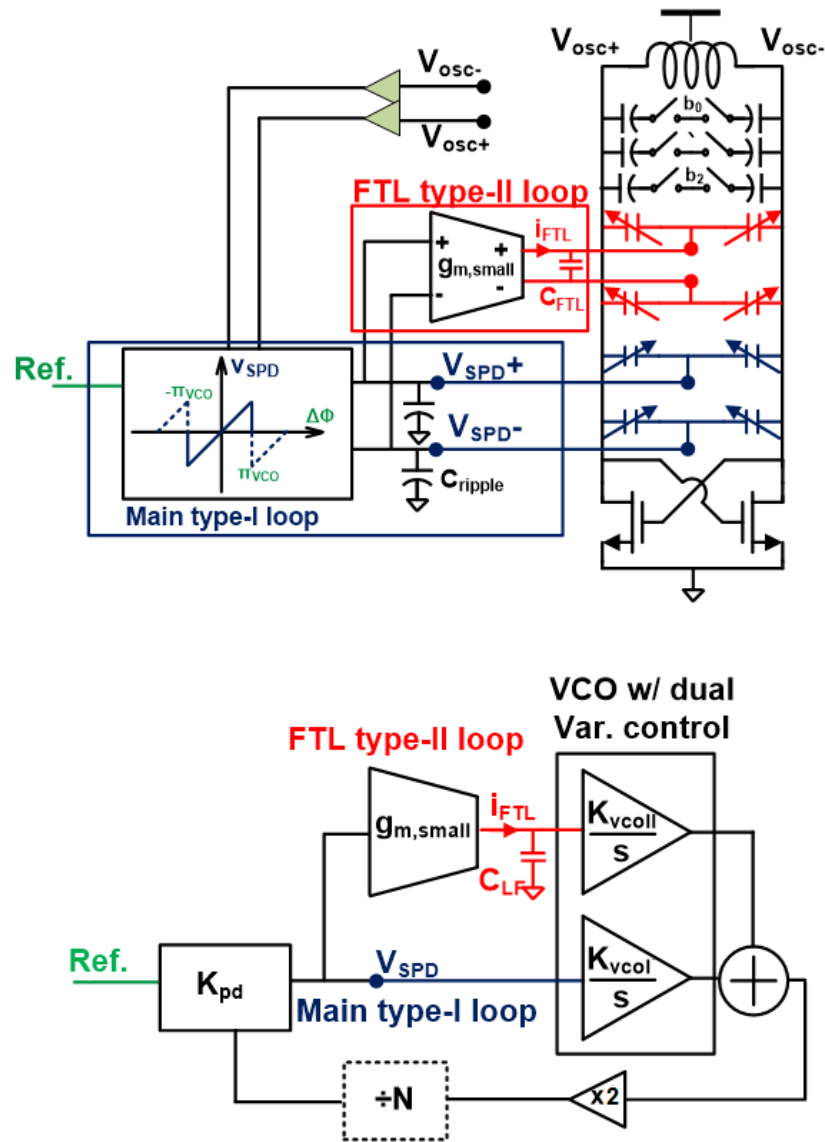 Vosc+
Vosc-
Vosc-
Vosc+
b0
b2
FTL type-II loop
iFTL
+
+
gm,small
-
-
CFTL
Ref.
vSPD
-πVCO
ΔΦ
πVCO
VSPD+
VSPD-
Cripple
Main type-I loop
VCO w/ dual
Var. control
FTL type-II loop
iFTL
gm,small
KvcoII
s
CLF
Ref.
Kpd
VSPD
KvcoI
s
Main type-I loop
÷N
x2